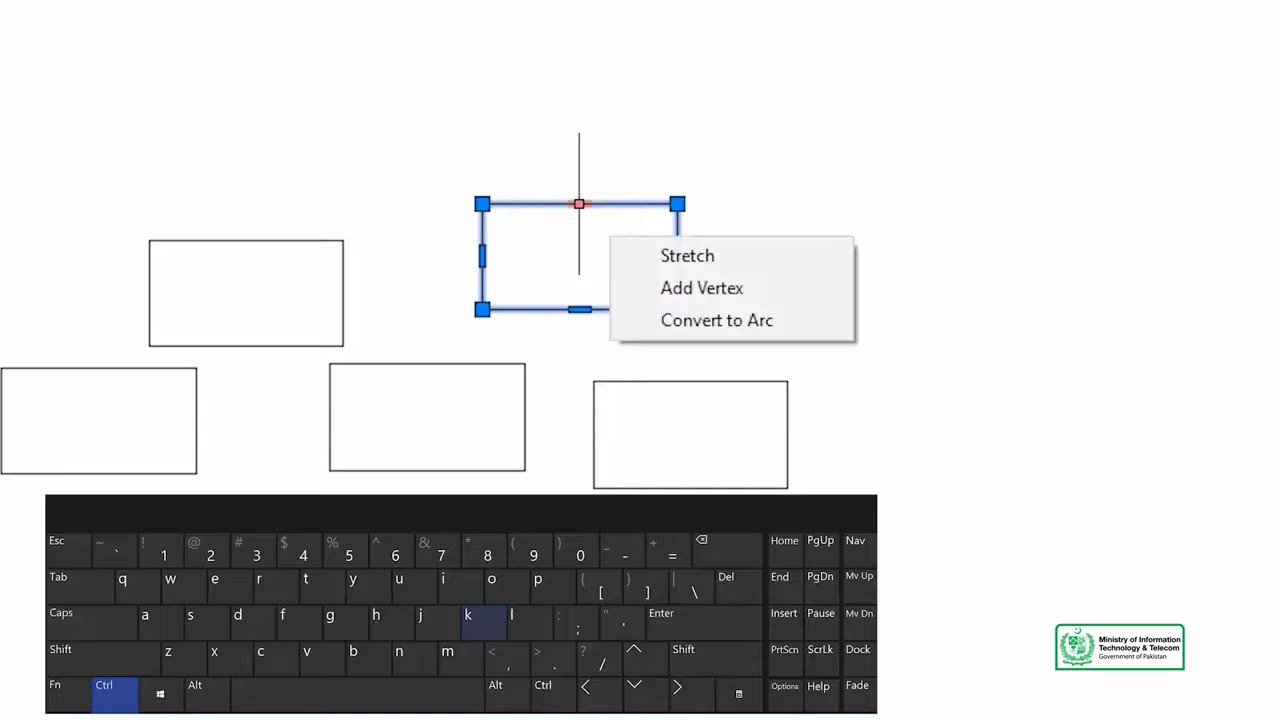 Stretch
Add Vertex
Convert to Arc
Esc ~ ` ! 1 @ 2 # 3 $ 4 % 5 ^ 6 & 7 * 8 ( 9 ) 0 _ - + = Home PgUp Nav
Tab q w e r t y u i o p { [ } ] | \ Del End PgDn Mv Up
Caps a s d f g h j k l : ; " ' Enter Insert Pause Mv Dn
Shift z x c v b n m < , > . ? / Shift PrtScn ScrLk Dock
Fn Ctrl Alt Alt Ctrl Options Help Fade
Ministry of Information
Technology & Telecom
Government of Pakistan